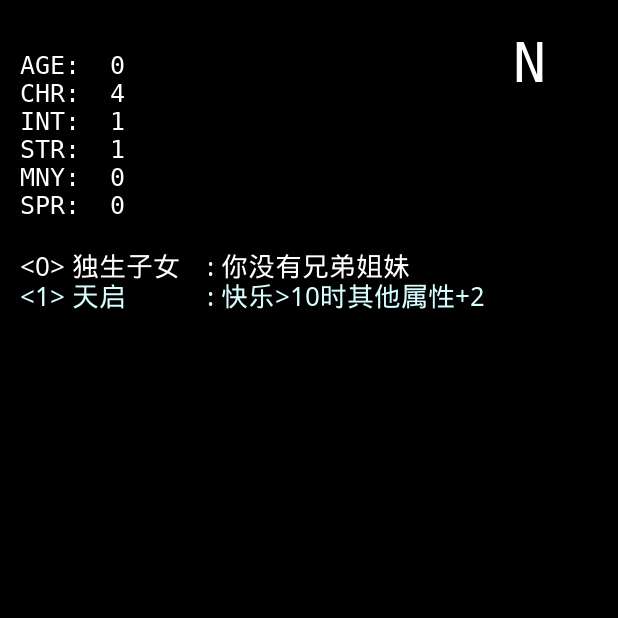 N
AGE: 0
CHR: 4
INT: 1
STR: 1
MNY: 0
SPR: 0
<0> 独生子女 : 你没有兄弟姐妹
<1> 天启 : 快乐>10时其他属性+2